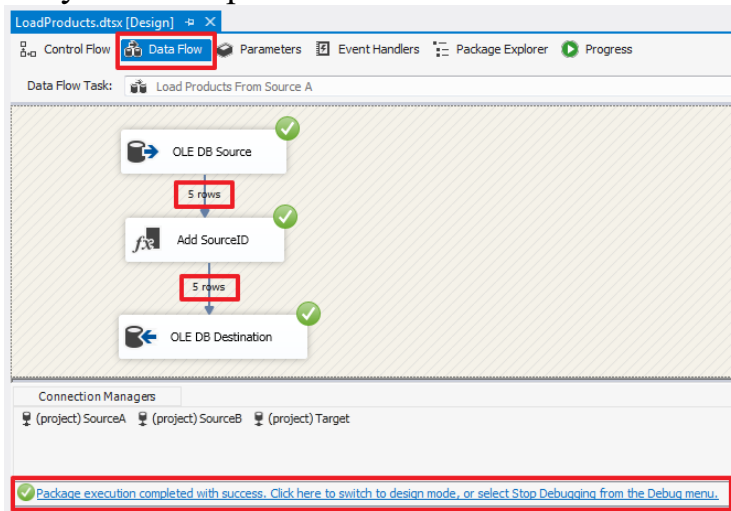 LoadProducts.dtsx [Design]
Control Flow Data Flow Parameters Event Handlers Package Explorer Progress
Data Flow Task: Load Products From Source A
OLE DB Source
5 rows
fx Add SourceID
5 rows
OLE DB Destination
Connection Managers
(project) SourceA (project) SourceB (project) Target
Package execution completed with success. Click here to switch to design mode, or select Stop Debugging from the Debug menu.